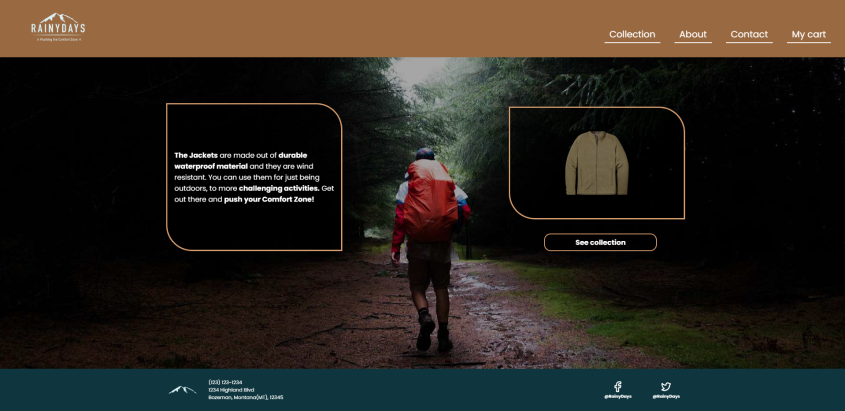 RAINYDAYS
Pushing the Comfort Zone
Collection
About
Contact
My cart
The Jackets are made out of durable
waterproof material and they are wind
resistant. You can use them for just being
outdoors, to more challenging activities. Get
out there and push your Comfort Zone!
See collection
(123) 123-1234
1234 Highland Blvd
Bozeman, Montana(MT), 12345
@RainyDays
@RainyDays